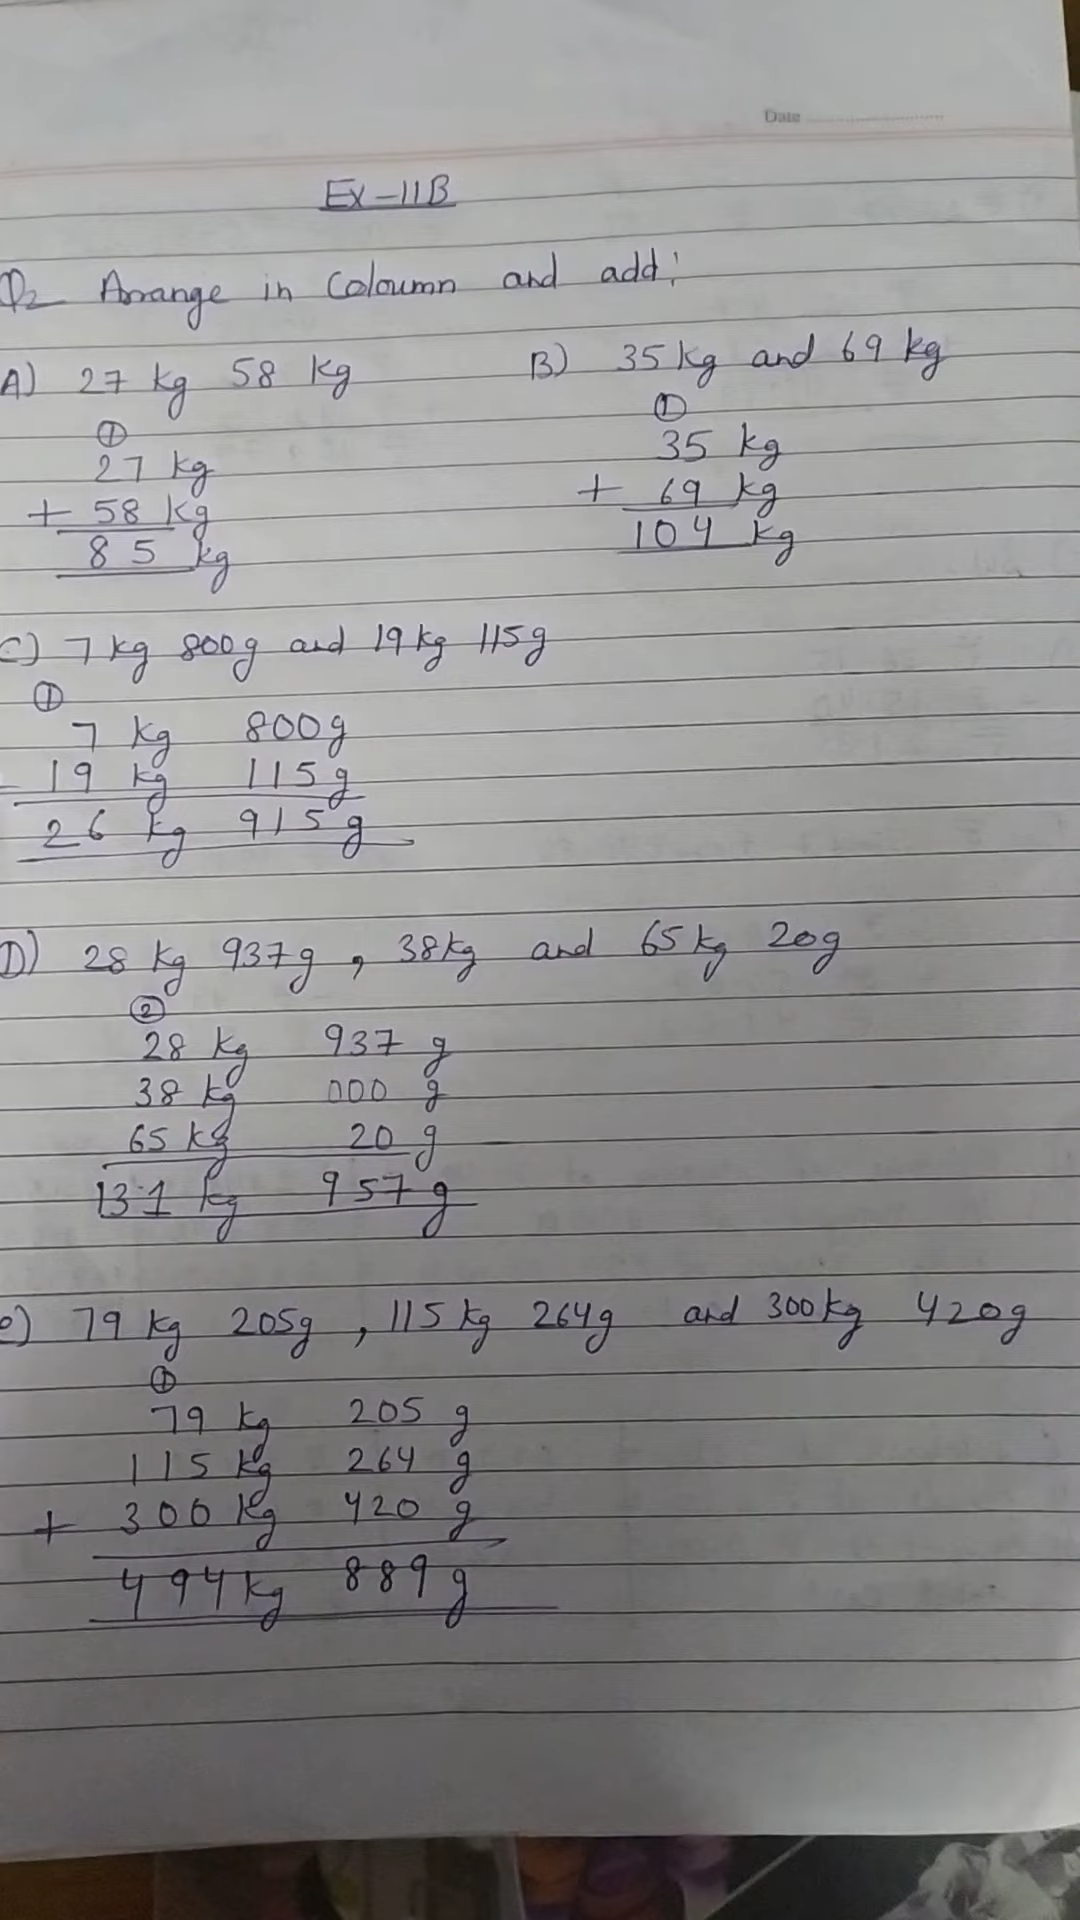 Date
Ex-11B
Q2 Arrange in Coloumn and add:
A) 27 kg 58 kg
B) 35 kg and 69 kg
1
27 kg
+ 58 kg
85 kg
1
35 kg
+ 69 kg
104 kg
C) 7 kg 800g and 19 kg 115g
1
7 kg 800g
- 19 kg 115g
26 kg 915g
D) 28 kg 937g , 38kg and 65 kg 20g
2
28 kg 937 g
38 kg 000 g
65 kg 20 g
131 kg 957 g
e) 79 kg 205g , 115 kg 264g and 300kg 420g
1
79 kg 205 g
115 kg 264 g
+ 300 kg 420 g
494 kg 889 g